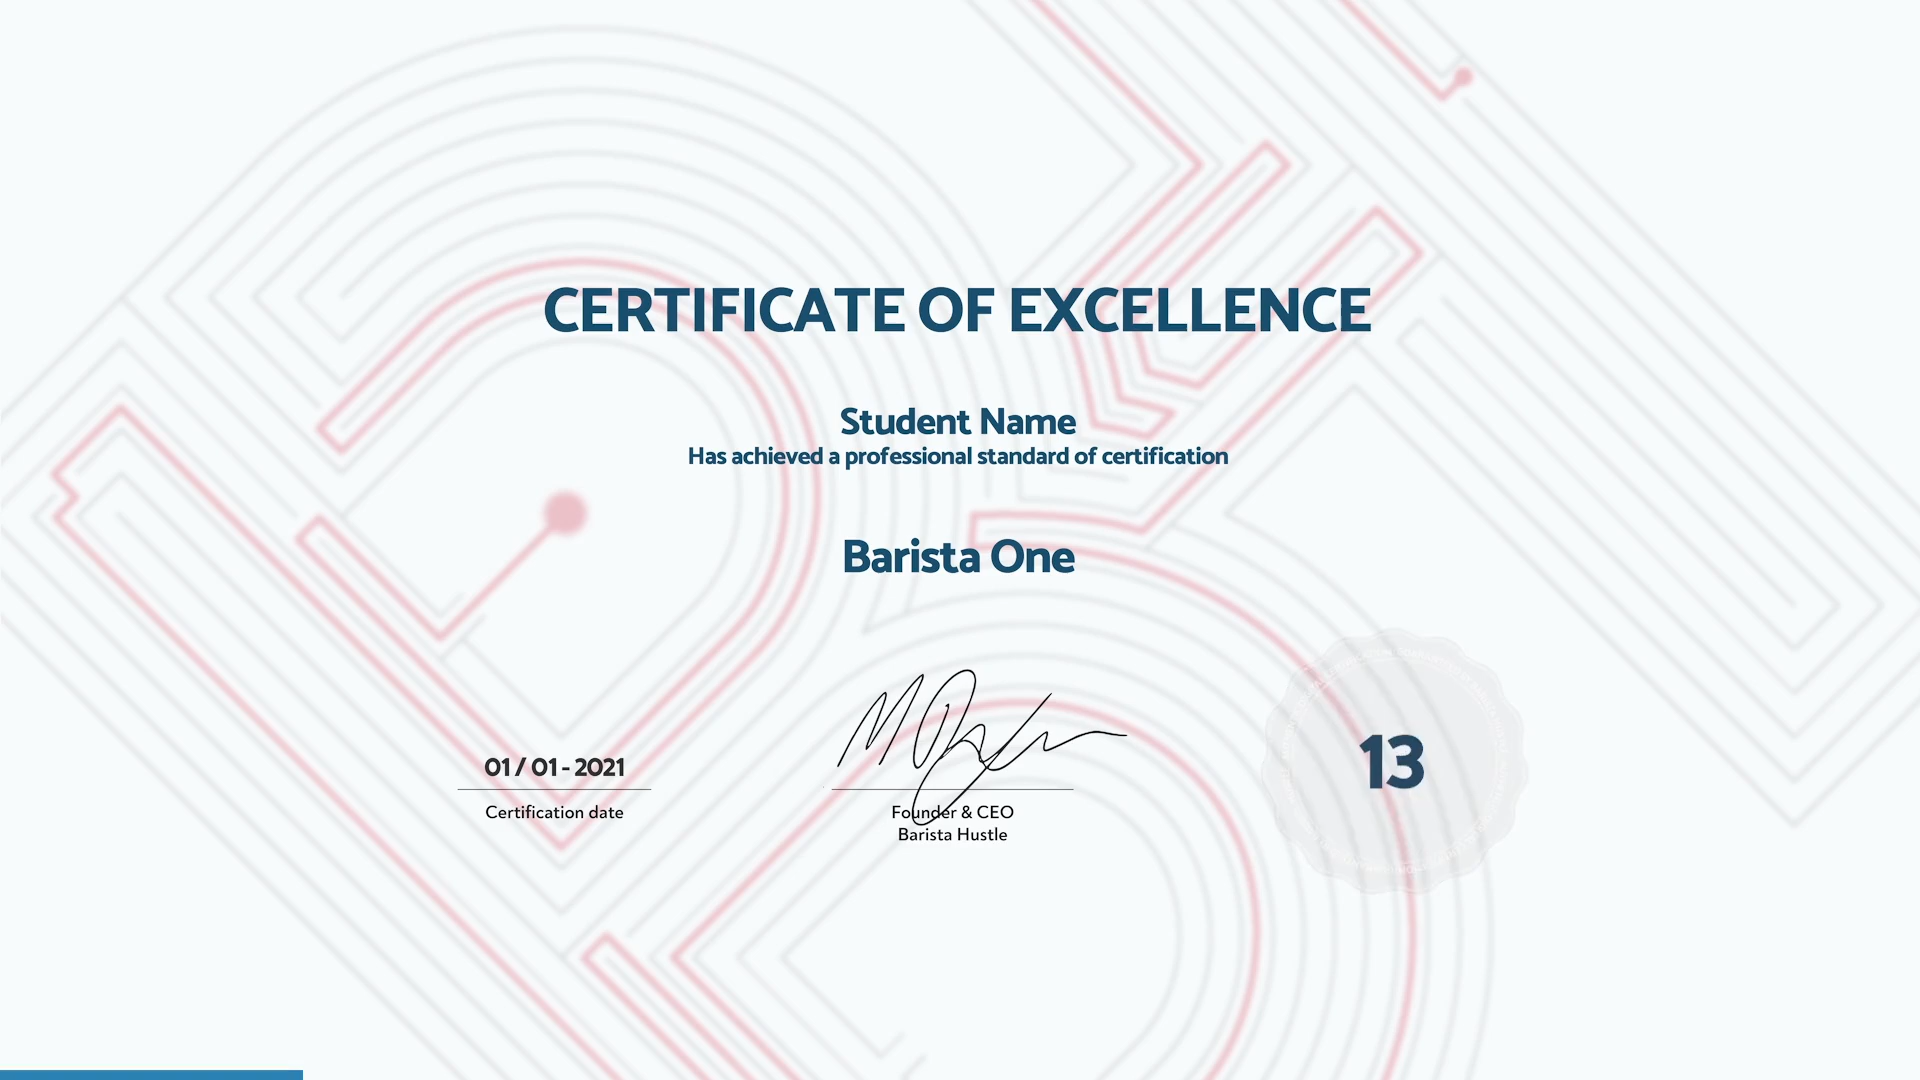 CERTIFICATE OF EXCELLENCE
Student Name
Has achieved a professional standard of certification
Barista One
01 / 01 - 2021
Certification date
Founder & CEO
Barista Hustle
13